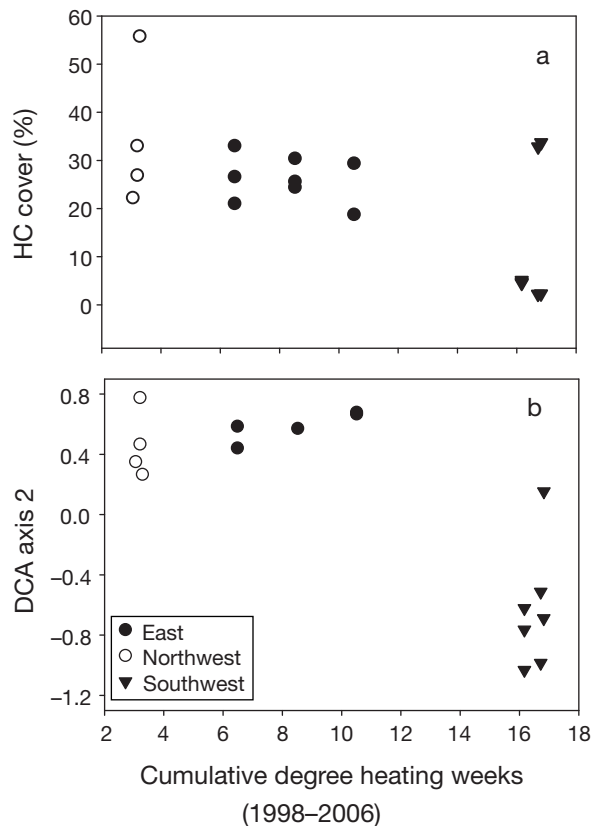 60
50
40
30
20
10
0
HC cover (%)
a
0.8
0.4
0.0
−0.4
−0.8
−1.2
DCA axis 2
b
East
Northwest
Southwest
2 4 6 8 10 12 14 16 18
Cumulative degree heating weeks
(1998–2006)